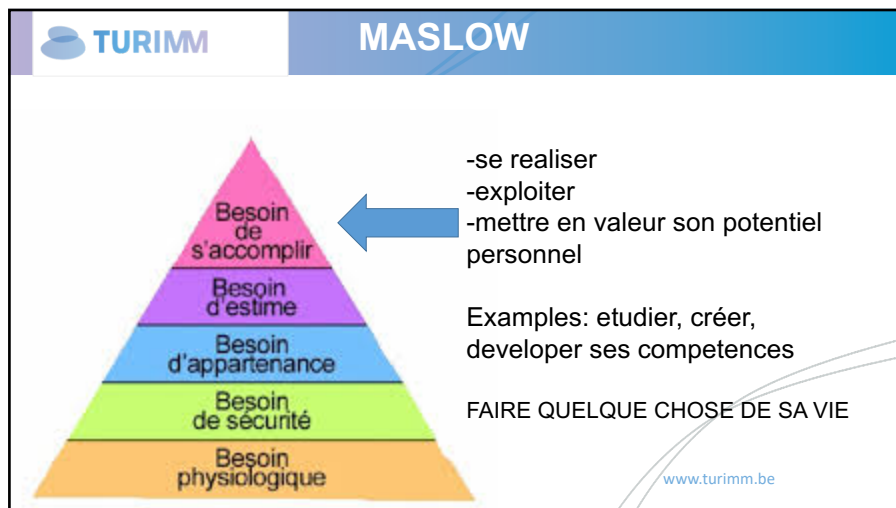 TURIMM
MASLOW
-se realiser
-exploiter
-mettre en valeur son potentiel
personnel
Examples: etudier, créer,
developer ses competences
FAIRE QUELQUE CHOSE DE SA VIE
Besoin
de
s'accomplir
Besoin
d'estime
Besoin
d'appartenance
Besoin
de sécurité
Besoin
physiologique
www.turimm.be